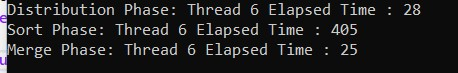 Distribution Phase: Thread 6 Elapsed Time : 28
Sort Phase: Thread 6 Elapsed Time : 405
Merge Phase: Thread 6 Elapsed Time : 25